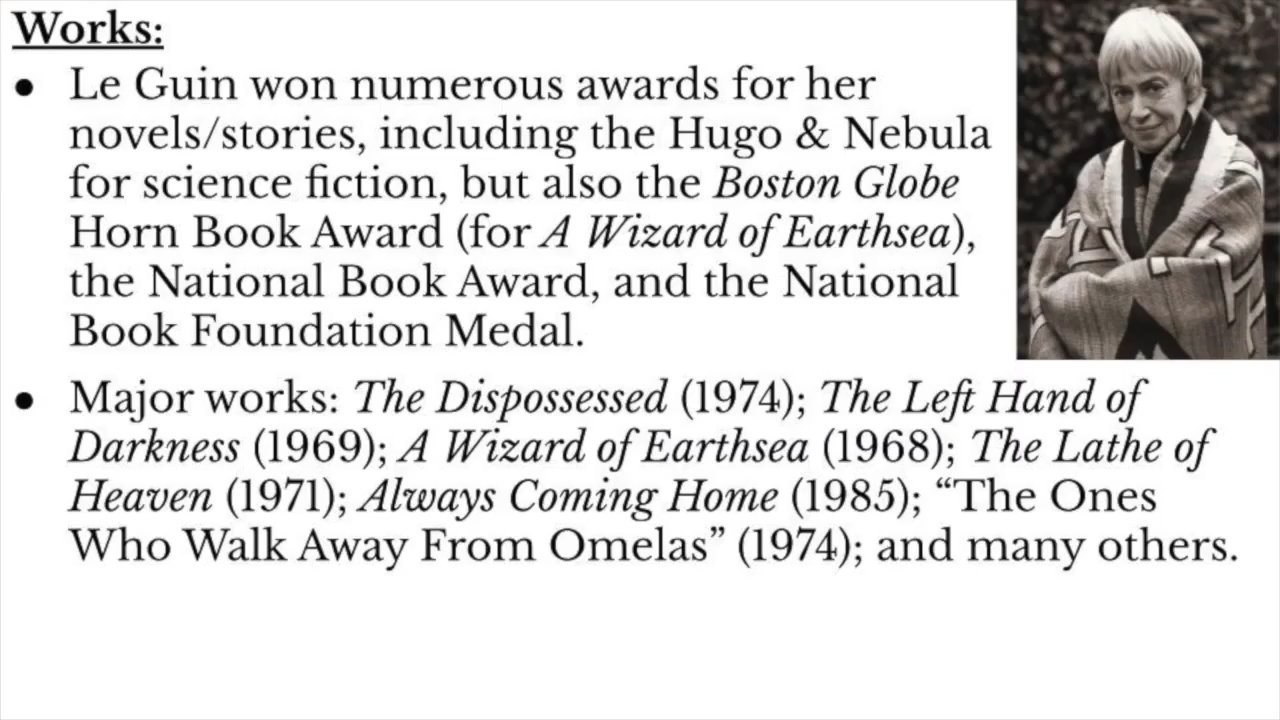 Works:
● Le Guin won numerous awards for her
novels/stories, including the Hugo & Nebula
for science fiction, but also the Boston Globe
Horn Book Award (for A Wizard of Earthsea),
the National Book Award, and the National
Book Foundation Medal.
● Major works: The Dispossessed (1974); The Left Hand of
Darkness (1969); A Wizard of Earthsea (1968); The Lathe of
Heaven (1971); Always Coming Home (1985); “The Ones
Who Walk Away From Omelas” (1974); and many others.